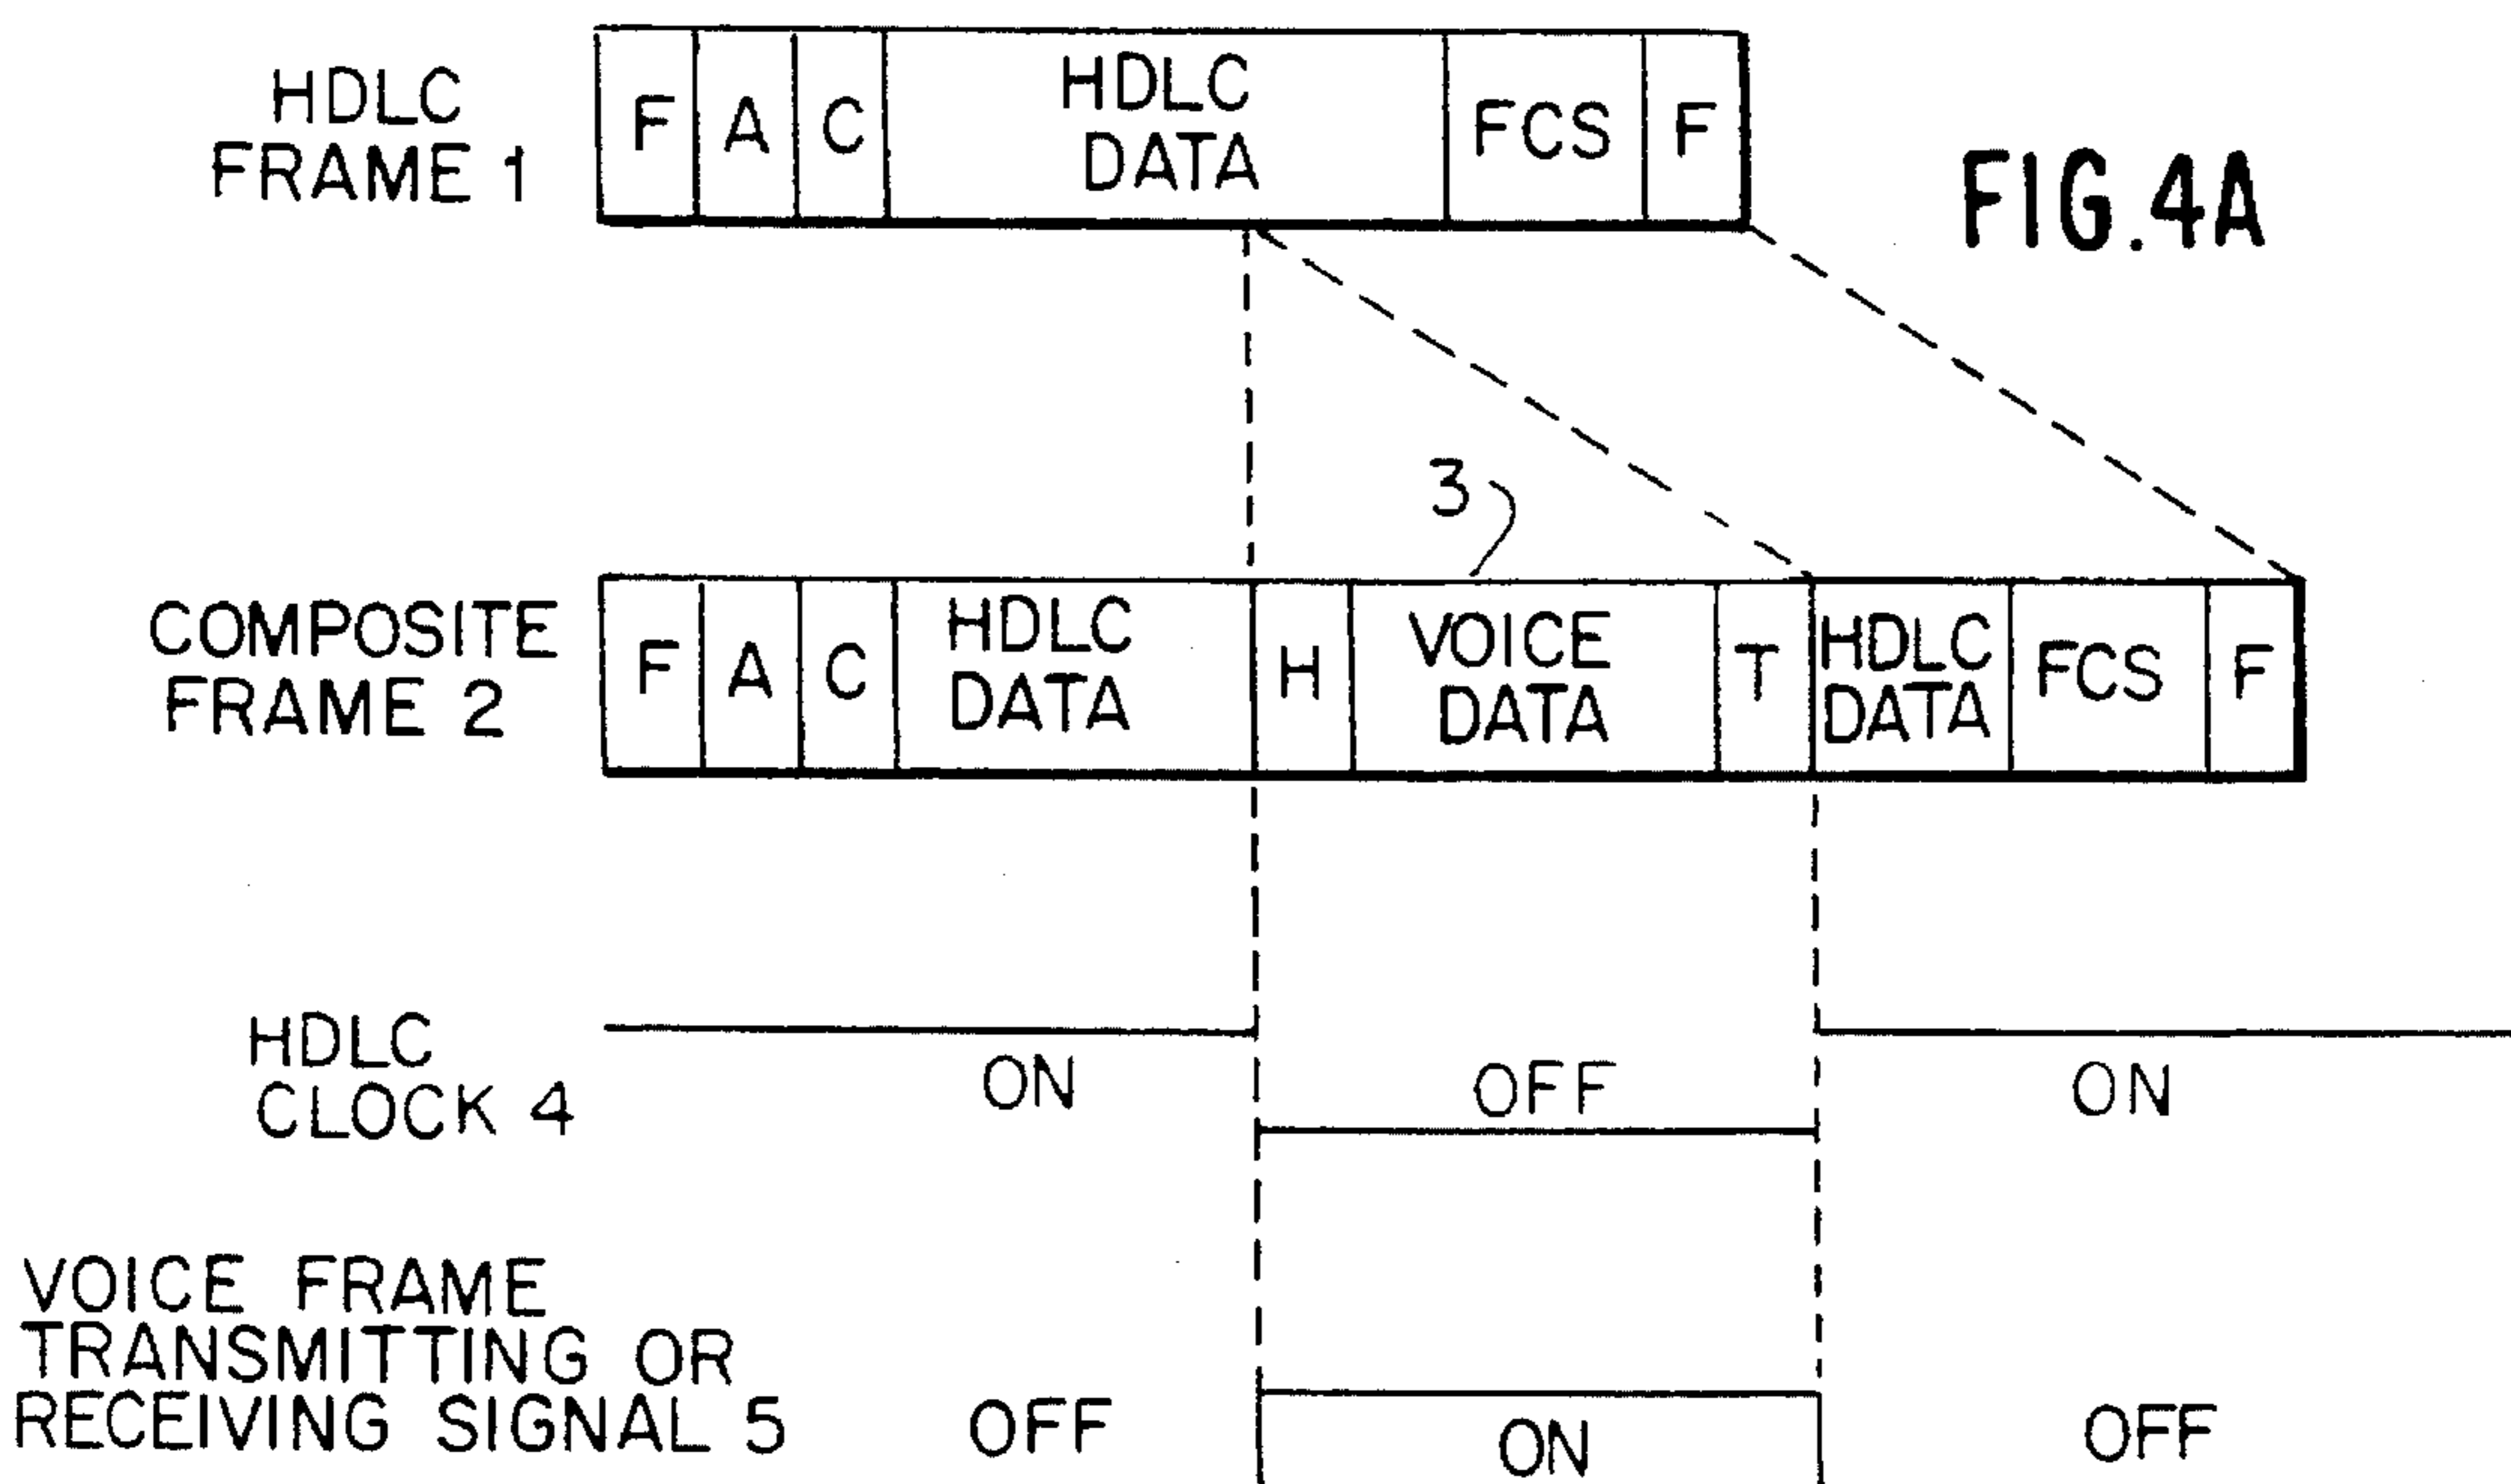 HDLC
FRAME 1
F A C HDLC DATA FCS F
FIG.4A
3
COMPOSITE
FRAME 2
F A C HDLC DATA H VOICE DATA T HDLC DATA FCS F
HDLC
CLOCK 4
ON OFF ON
VOICE FRAME
TRANSMITTING OR
RECEIVING SIGNAL 5
OFF ON OFF